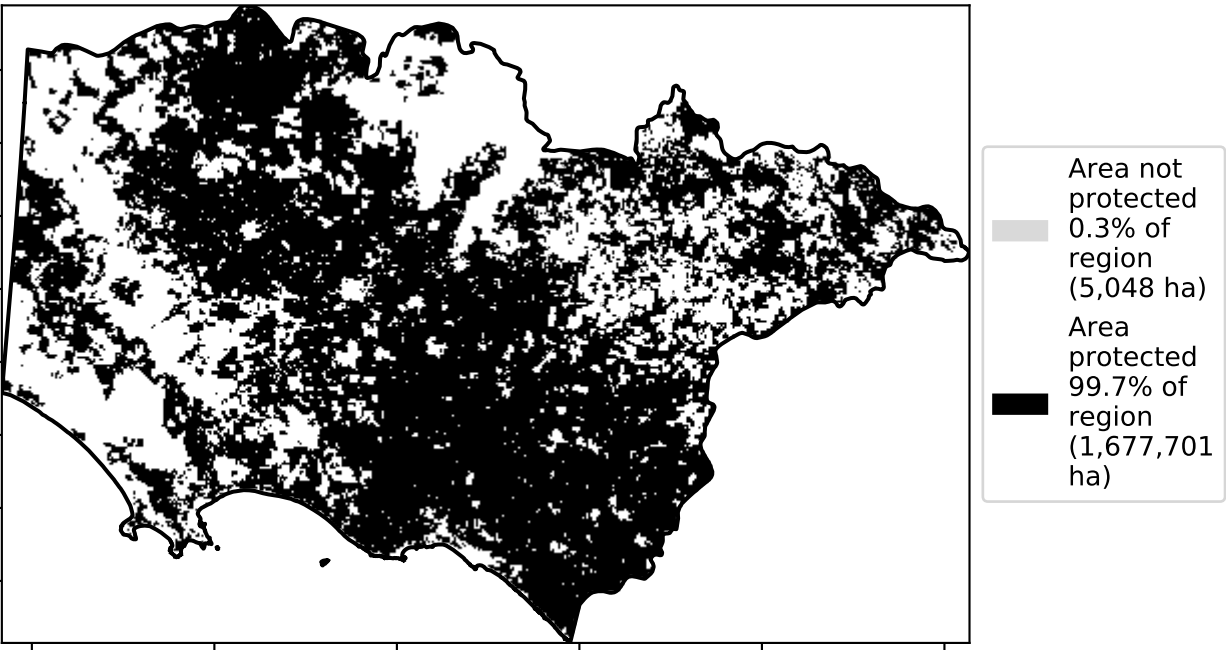 Area not
protected
0.3% of
region
(5,048 ha)
Area
protected
99.7% of
region
(1,677,701
ha)